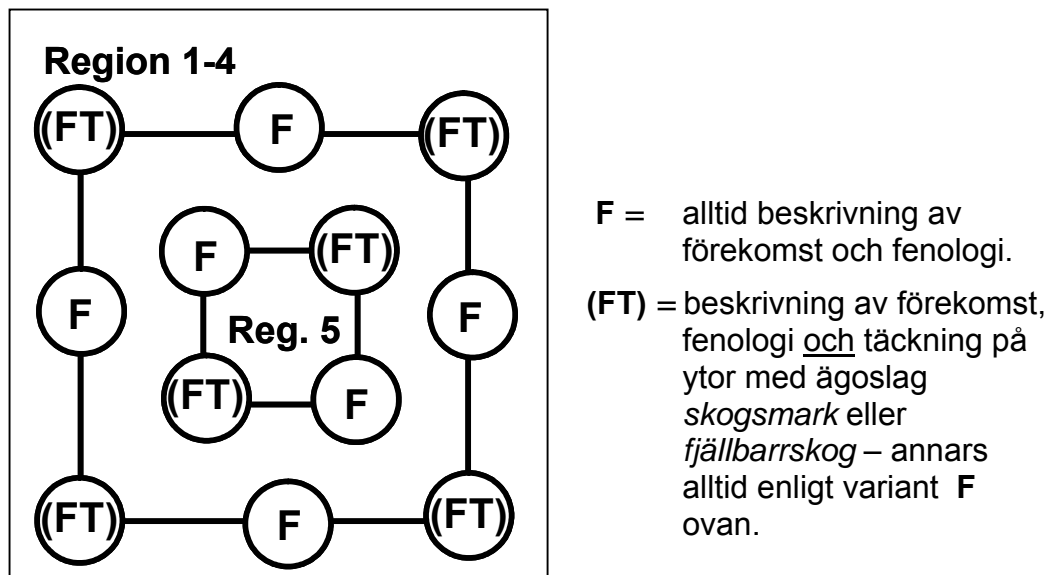 Region 1-4
(FT) F (FT)
F (FT)
F Reg. 5 F
(FT) F
(FT) F (FT)
F = alltid beskrivning av
förekomst och fenologi.
(FT) = beskrivning av förekomst,
fenologi och täckning på
ytor med ägoslag
skogsmark eller
fjällbarrskog – annars
alltid enligt variant F
ovan.